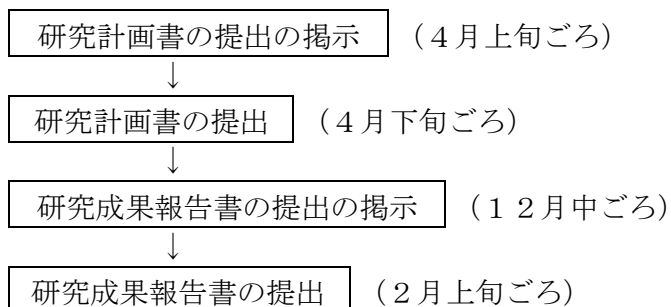 研究計画書の提出の掲示 （４月上旬ごろ）
↓
研究計画書の提出 （４月下旬ごろ）
↓
研究成果報告書の提出の掲示 （１２月中ごろ）
↓
研究成果報告書の提出 （２月上旬ごろ）